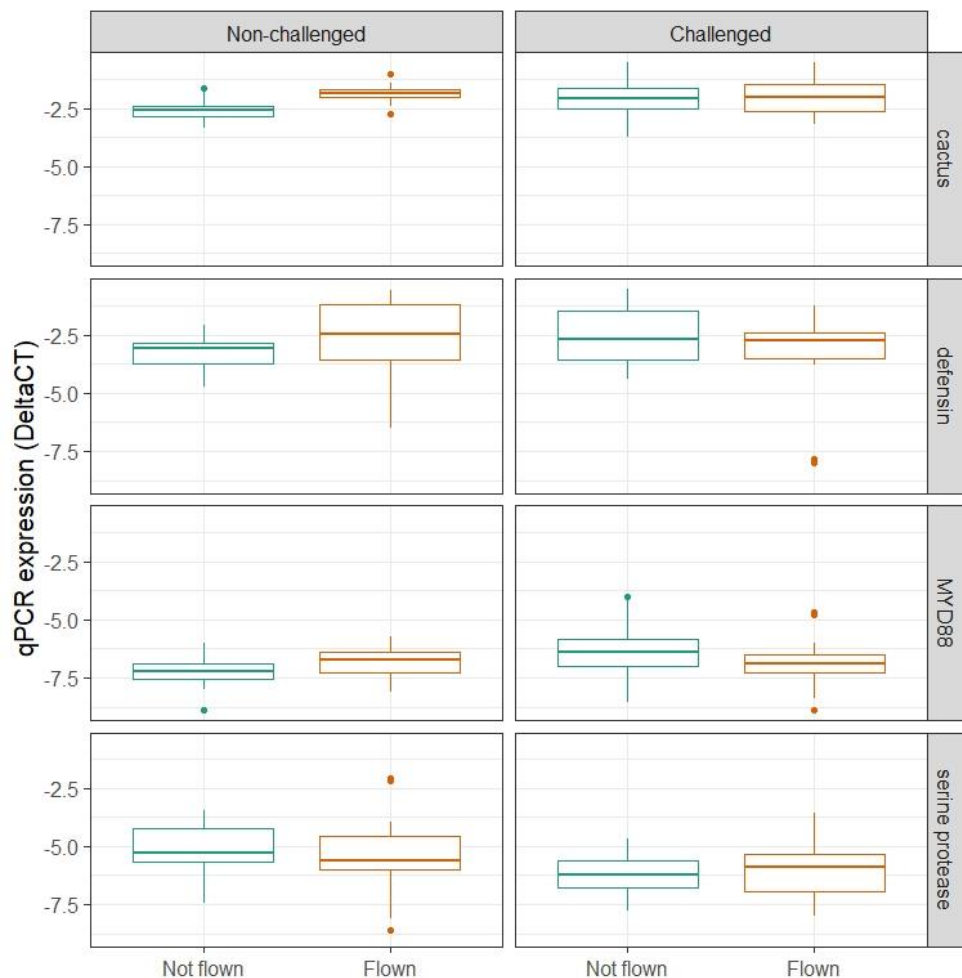 Non-challenged
Challenged
qPCR expression (DeltaCT)
-2.5
-5.0
-7.5
cactus
-2.5
-5.0
-7.5
defensin
-2.5
-5.0
-7.5
MYD88
-2.5
-5.0
-7.5
serine protease
Not flown
Flown
Not flown
Flown